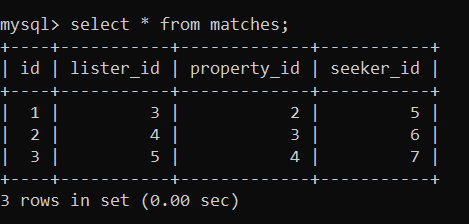 mysql> select * from matches;
+----+-----------+-------------+-----------+
| id | lister_id | property_id | seeker_id |
+----+-----------+-------------+-----------+
|  1 |         3 |           2 |         5 |
|  2 |         4 |           3 |         6 |
|  3 |         5 |           4 |         7 |
+----+-----------+-------------+-----------+
3 rows in set (0.00 sec)